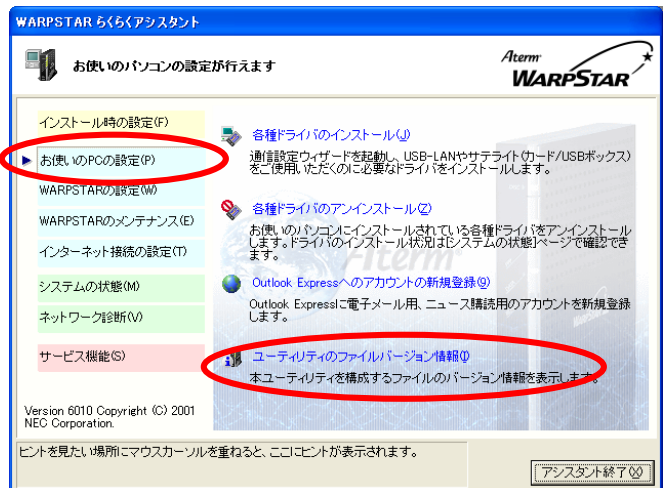 WARPSTAR らくらくアシスタント
お使いのパソコンの設定が行えます
Aterm
WARPSTAR
インストール時の設定(F)
お使いのPCの設定(P)
WARPSTARの設定(W)
WARPSTARのメンテナンス(E)
インターネット接続の設定(T)
システムの状態(M)
ネットワーク診断(V)
サービス機能(S)
Version 6010 Copyright (C) 2001
NEC Corporation.
各種ドライバのインストール(J)
通信設定ウィザードを起動し、USB-LANやサテライト(カード/USBボックス)
をご使用いただくのに必要なドライバをインストールします。
各種ドライバのアンインストール(Z)
お使いのパソコンにインストールされている各種ドライバをアンインストール
します。ドライバのインストール状況は[システムの状態]ページで確認でき
ます。
Outlook Expressへのアカウントの新規登録(Q)
Outlook Expressに電子メール用、ニュース購読用のアカウントを新規登録
します。
ユーティリティのファイルバージョン情報(I)
本ユーティリティを構成するファイルのバージョン情報を表示します。
ヒントを見たい場所にマウスカーソルを重ねると、ここにヒントが表示されます。
アシスタント終了(X)